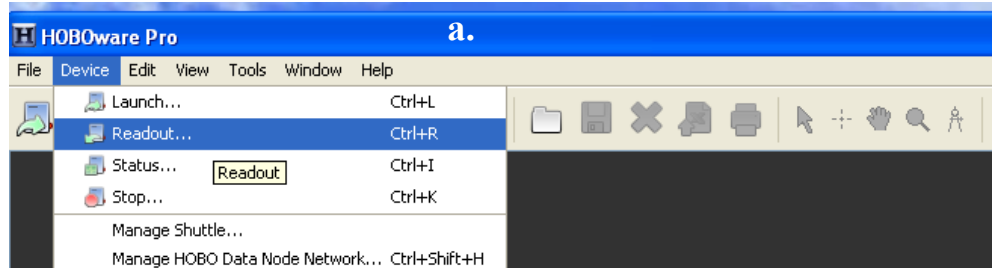 HOBOware Pro a.
File Device Edit View Tools Window Help
Launch... Ctrl+L
Readout... Ctrl+R
Status... Ctrl+I
Readout
Stop... Ctrl+K
Manage Shuttle...
Manage HOBO Data Node Network... Ctrl+Shift+H